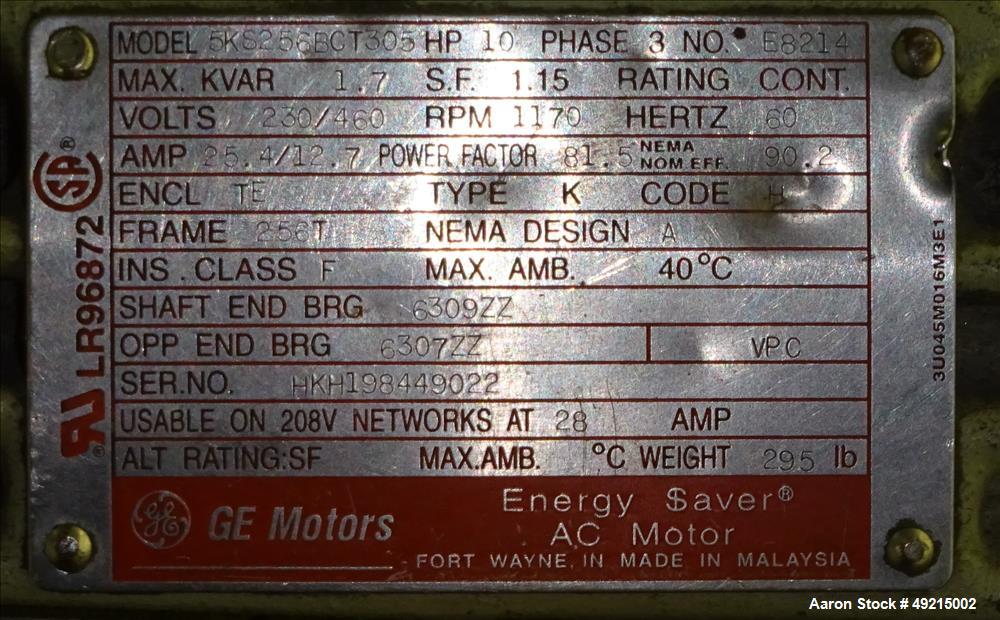 MODEL 5KS256BCT305 HP 10 PHASE 3 NO. E8214
MAX. KVAR 1.7 S.F. 1.15 RATING CONT.
VOLTS 230/460 RPM 1170 HERTZ 60
AMP 25.4/12.7 POWER FACTOR 81.5 NEMA NOM EFF. 90.2
ENCL TE TYPE K CODE H
FRAME 256T NEMA DESIGN A
INS. CLASS F MAX. AMB. 40°C
SHAFT END BRG 6309ZZ
OPP END BRG 6307ZZ VPC
SER.NO. HKH198449022
USABLE ON 208V NETWORKS AT 28 AMP
ALT RATING:SF MAX.AMB. °C WEIGHT 295 lb
GE GE Motors
Energy $aver®
AC Motor
FORT WAYNE, IN MADE IN MALAYSIA
LR96872
SA®
UR®
3U045M016M3E1
Aaron Stock # 49215002